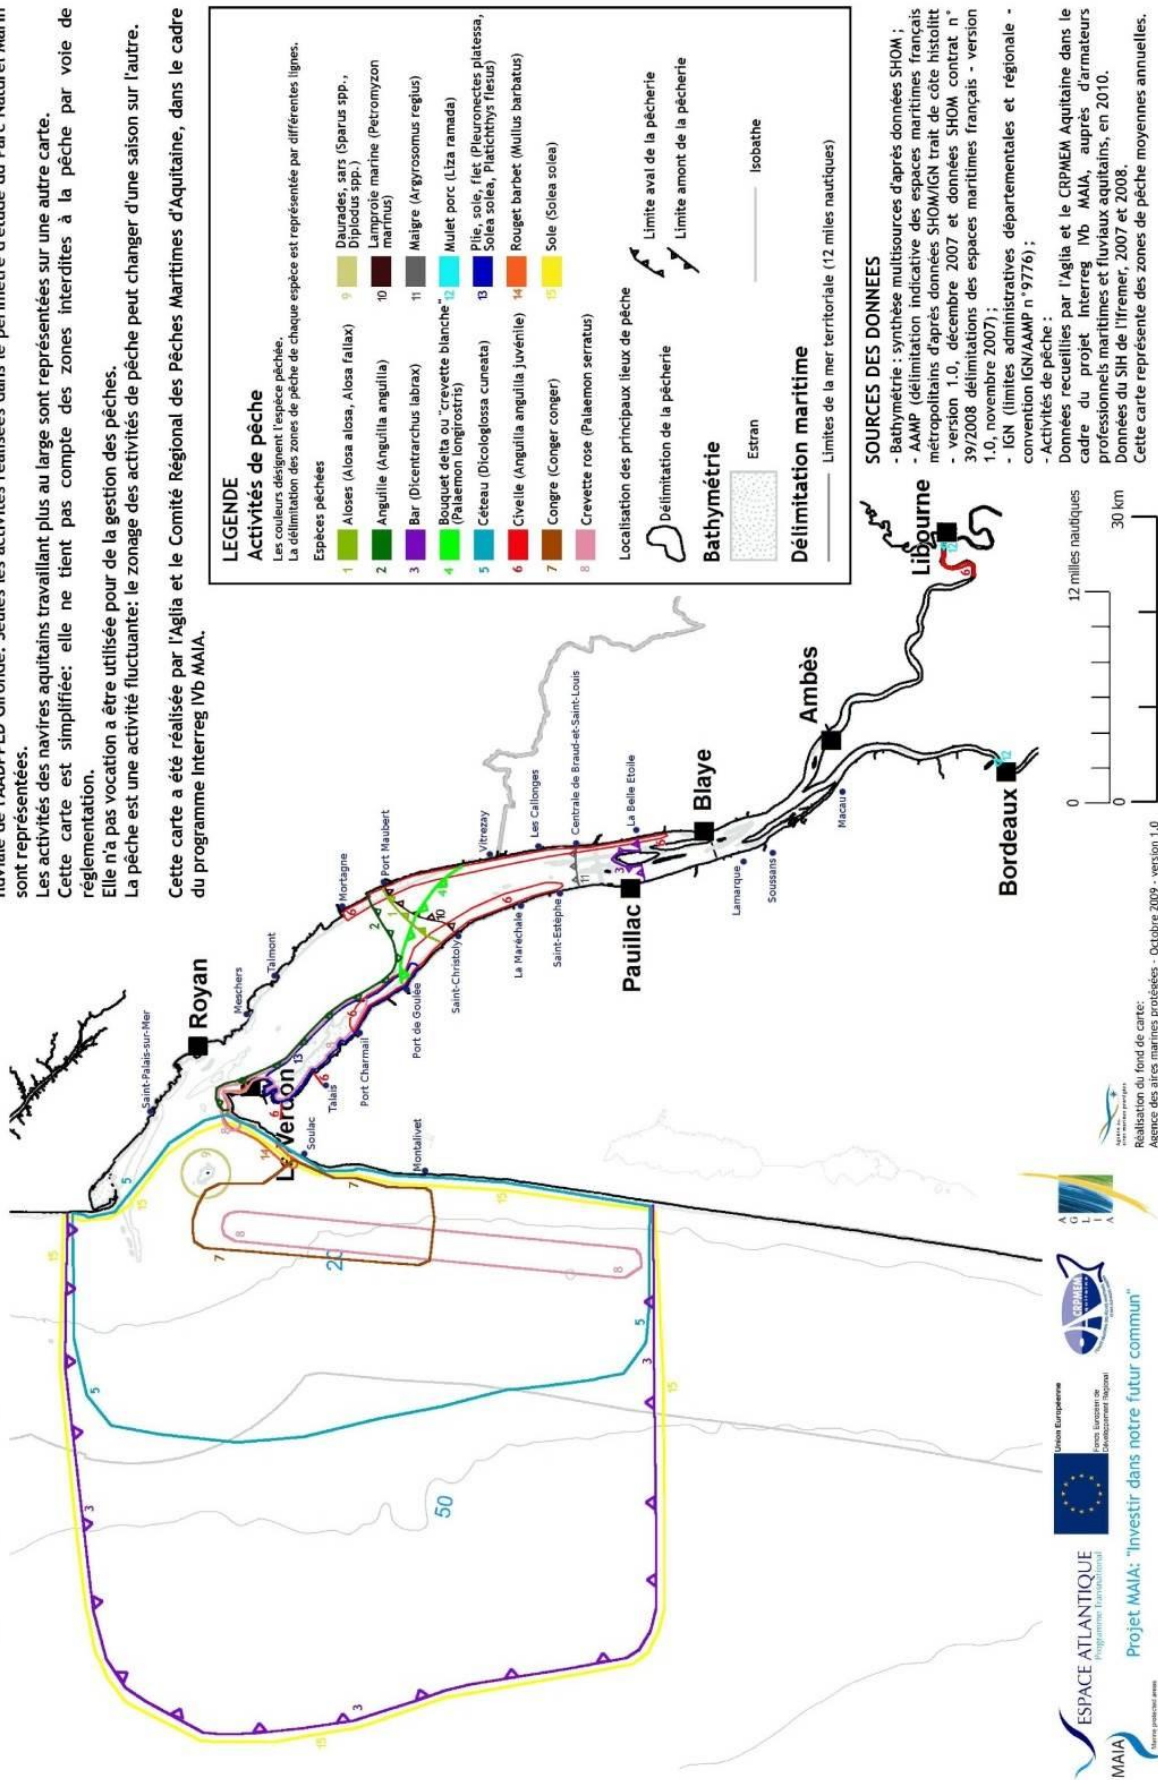 sont représentées.
Les activités des navires aquitains travaillant plus au large sont représentées sur une autre carte.
Cette carte est simplifiée: elle ne tient pas compte des zones interdites à la pêche par voie de
réglementation.
Elle n'a pas vocation a être utilisée pour de la gestion des pêches.
La pêche est une activité fluctuante: le zonage des activités de pêche peut changer d'une saison sur l'autre.
Cette carte a été réalisée par l'Aglia et le Comité Régional des Pêches Maritimes d'Aquitaine, dans le cadre
du programme Interreg IVb MAIA.
LEGENDE
Activités de pêche
Les couleurs désignent l'espèce pêchée.
La délimitation des zones de pêche de chaque espèce est représentée par différentes lignes.
Espèces pêchées
1 Aloses (Alosa alosa, Alosa fallax)
2 Anguille (Anguilla anguilla)
3 Bar (Dicentrarchus labrax)
4 Bouquet delta ou "crevette blanche"
(Palaemon longirostris)
5 Céteau (Dicologlossa cuneata)
6 Civelle (Anguilla anguilla juvénile)
7 Congre (Conger conger)
8 Crevette rose (Palaemon serratus)
9 Daurades, sars (Sparus spp.,
Diplodus spp.)
10 Lamproie marine (Petromyzon
marinus)
11 Maigre (Argyrosomus regius)
12 Mulet porc (Liza ramada)
13 Plie, sole, flet (Pleuronectes platessa,
Solea solea, Platichthys flesus)
14 Rouget barbet (Mullus barbatus)
15 Sole (Solea solea)
Localisation des principaux lieux de pêche
Délimitation de la pêcherie
Limite aval de la pêcherie
Limite amont de la pêcherie
Bathymétrie
Estran
Isobathe
Délimitation maritime
Limites de la mer territoriale (12 miles nautiques)
SOURCES DES DONNEES
- Bathymétrie : synthèse multisources d'après données SHOM ;
- AAMP (délimitation indicative des espaces maritimes français
métropolitains d'après données SHOM/IGN trait de côte histolitt
- version 1.0, décembre 2007 et données SHOM contrat n°
39/2008 délimitations des espaces maritimes français - version
1.0, novembre 2007) ;
- IGN (limites administratives départementales et régionale -
convention IGN/AAMP n°9776) ;
- Activités de pêche :
Données recueillies par l'Aglia et le CRPMEM Aquitaine dans le
cadre du projet Interreg IVb MAIA, auprès d'armateurs
professionnels maritimes et fluviaux aquitains, en 2010.
Données du SIH de l'Ifremer, 2007 et 2008.
Cette carte représente des zones de pêche moyennes annuelles.
Saint-Palais-sur-Mer
Royan
Meschers
Talmont
Mortagne
Port Maubert
Vitrezay
Les Callonges
Centrale de Braud-et-Saint-Louis
La Belle Etoile
Blaye
Ambès
Libourne
Le Verdon
Soulac
Talais
Port Charmail
Montalivet
Port de Goulée
Saint-Christoly
La Maréchale
Saint-Estèphe
Pauillac
Lamarque
Soussans
Macau
Bordeaux
20
50
0 12 milles nautiques
0 30 km
ESPACE ATLANTIQUE
Programme Transnational
MAIA
Marine protected areas
Union Européenne
Fonds Européen de
Développement Régional
Projet MAIA: "Investir dans notre futur commun"
CRPMEM
AGLIA
Réalisation du fond de carte:
Agence des aires marines protégées - Octobre 2009 - version 1.0